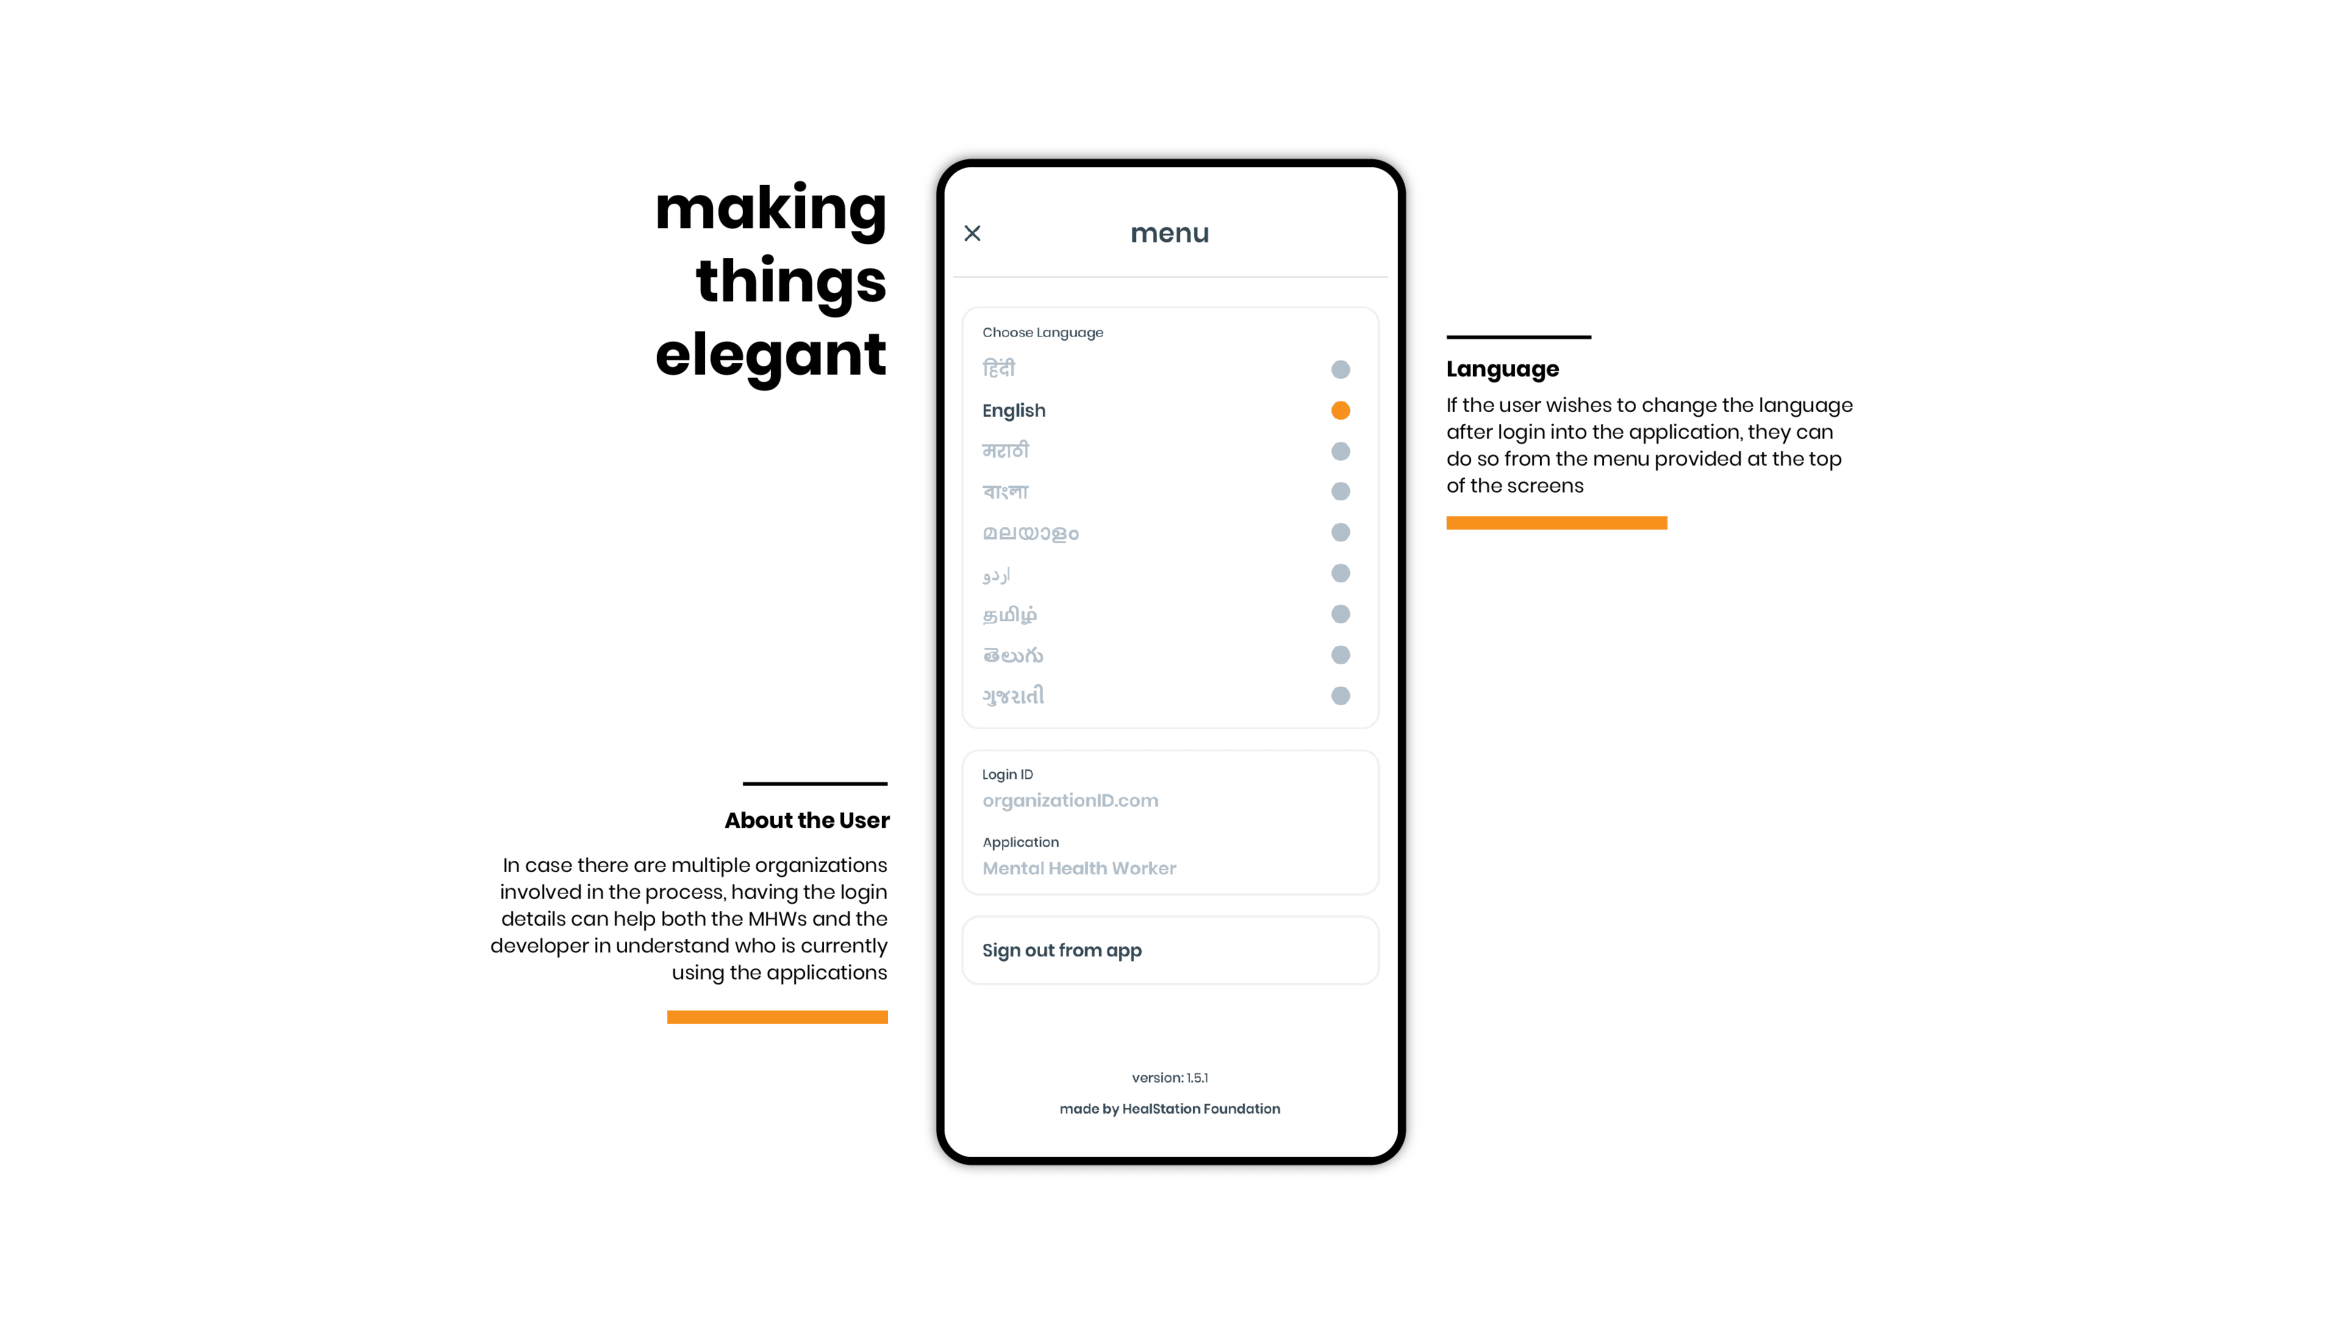 making
things
elegant
menu
Choose Language
हिंदी
English
मराठी
বাংলা
മലയാളം
اردو
தமிழ்
తెలుగు
ગુજરાતી
Login ID
organizationID.com
Application
Mental Health Worker
Sign out from app
version: 1.5.1
made by HealStation Foundation
Language
If the user wishes to change the language
after login into the application, they can
do so from the menu provided at the top
of the screens
About the User
In case there are multiple organizations
involved in the process, having the login
details can help both the MHWs and the
developer in understand who is currently
using the applications